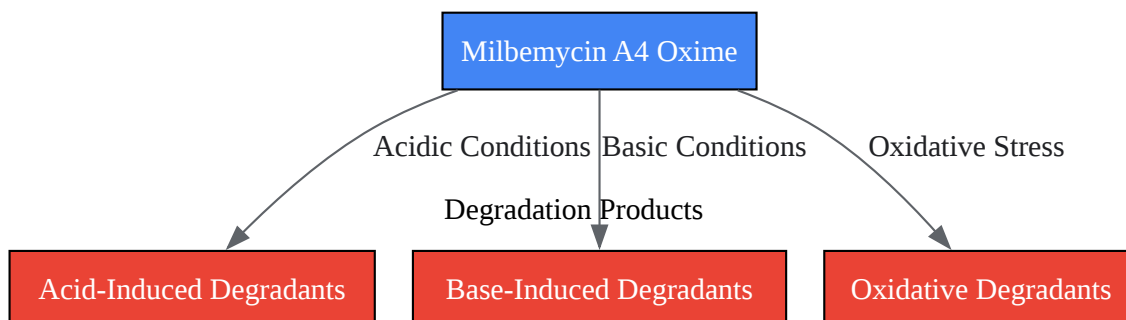 Milbemycin A4 Oxime
Acidic Conditions
Basic Conditions
Oxidative Stress
Degradation Products
Acid-Induced Degradants
Base-Induced Degradants
Oxidative Degradants